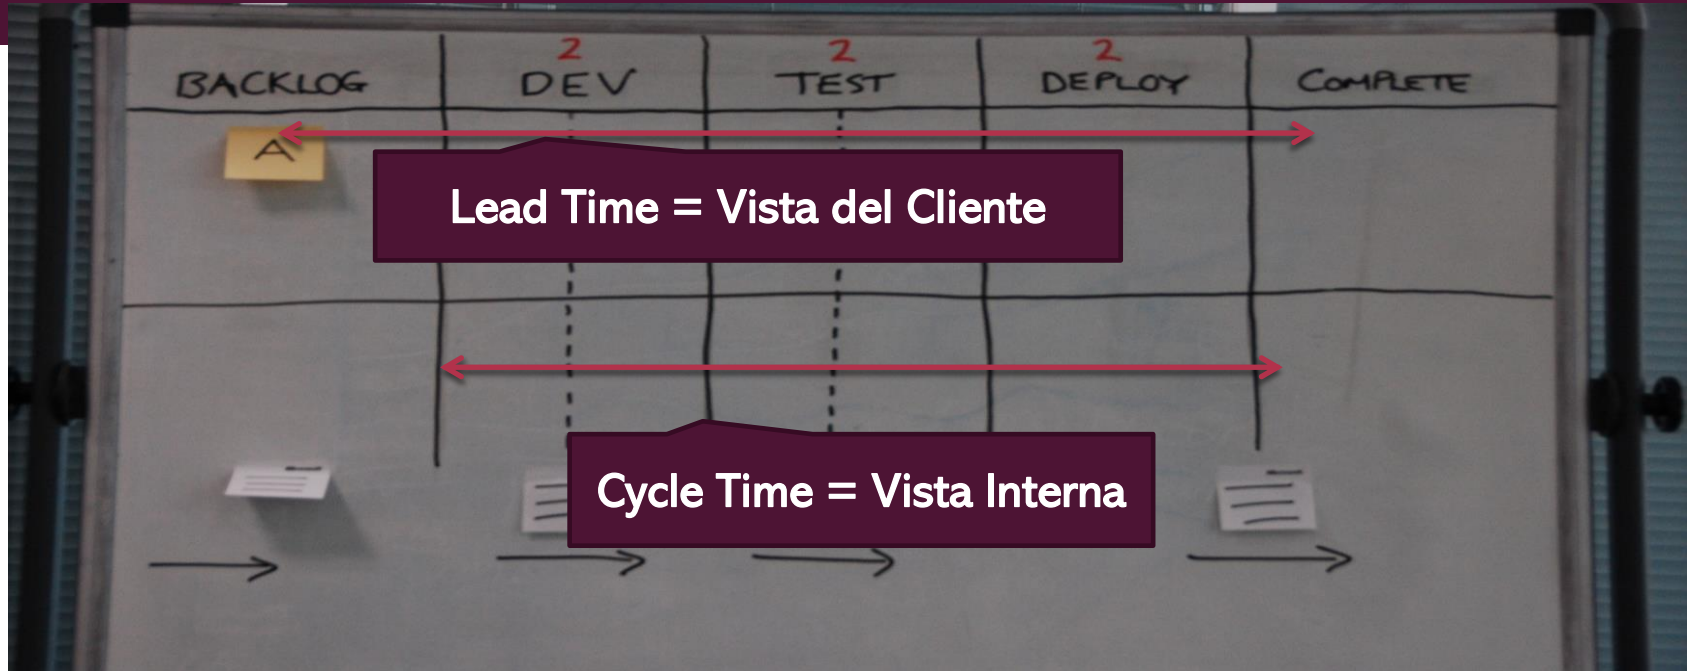 2 2 2
BACKLOG DEV TEST DEPLOY COMPLETE
A
Lead Time = Vista del Cliente
Cycle Time = Vista Interna